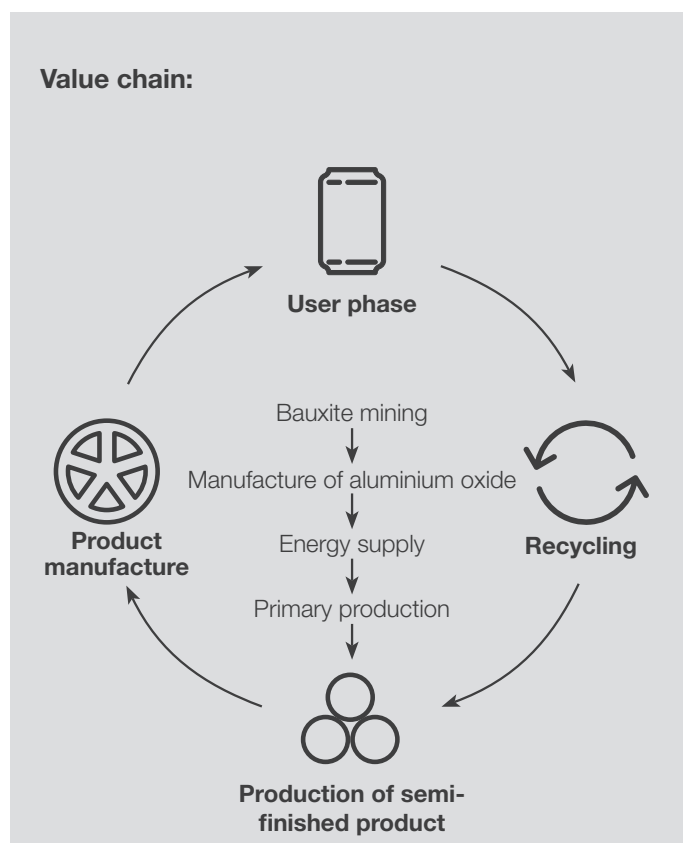 Value chain:
User phase
Bauxite mining
Manufacture of aluminium oxide
Energy supply
Primary production
Product
manufacture
Recycling
Production of semi-
finished product